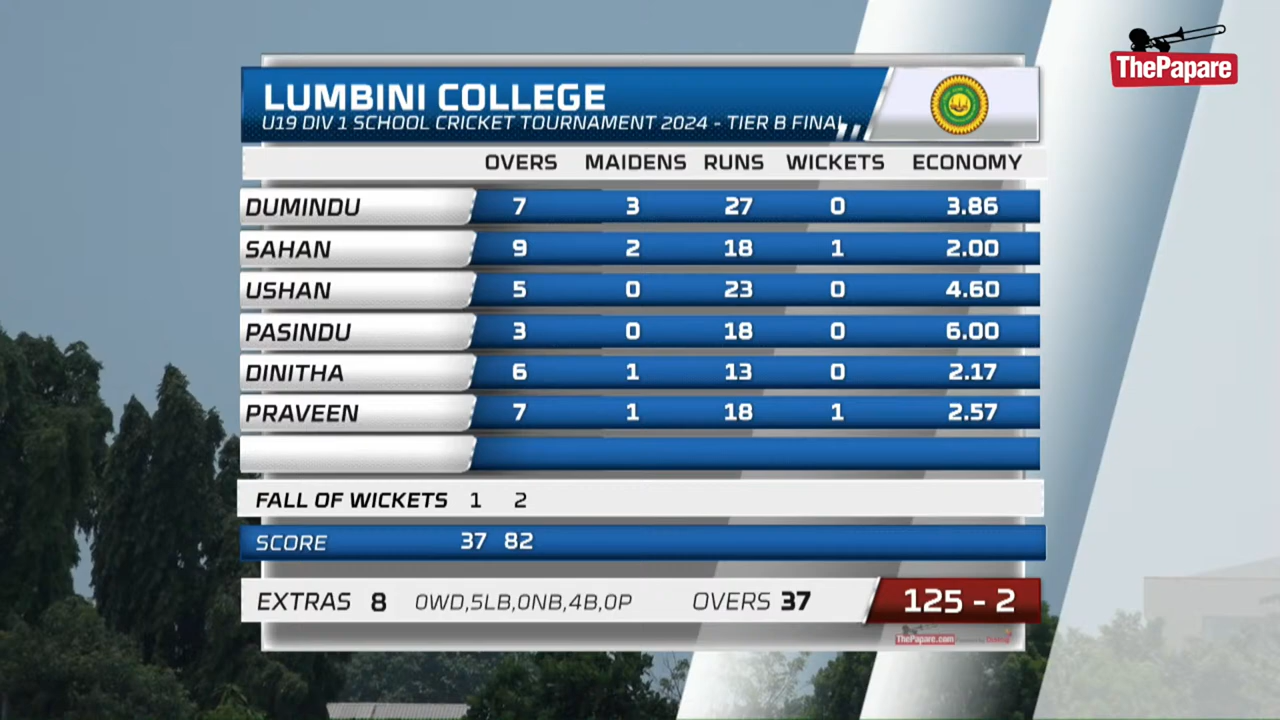 ThePapare
LUMBINI COLLEGE
U19 DIV 1 SCHOOL CRICKET TOURNAMENT 2024 - TIER B FINAL
OVERS MAIDENS RUNS WICKETS ECONOMY
DUMINDU 7 3 27 0 3.86
SAHAN 9 2 18 1 2.00
USHAN 5 0 23 0 4.60
PASINDU 3 0 18 0 6.00
DINITHA 6 1 13 0 2.17
PRAVEEN 7 1 18 1 2.57
FALL OF WICKETS 1 2
SCORE 37 82
EXTRAS 8 0WD,5LB,0NB,4B,0P OVERS 37 125 - 2
ThePapare.com